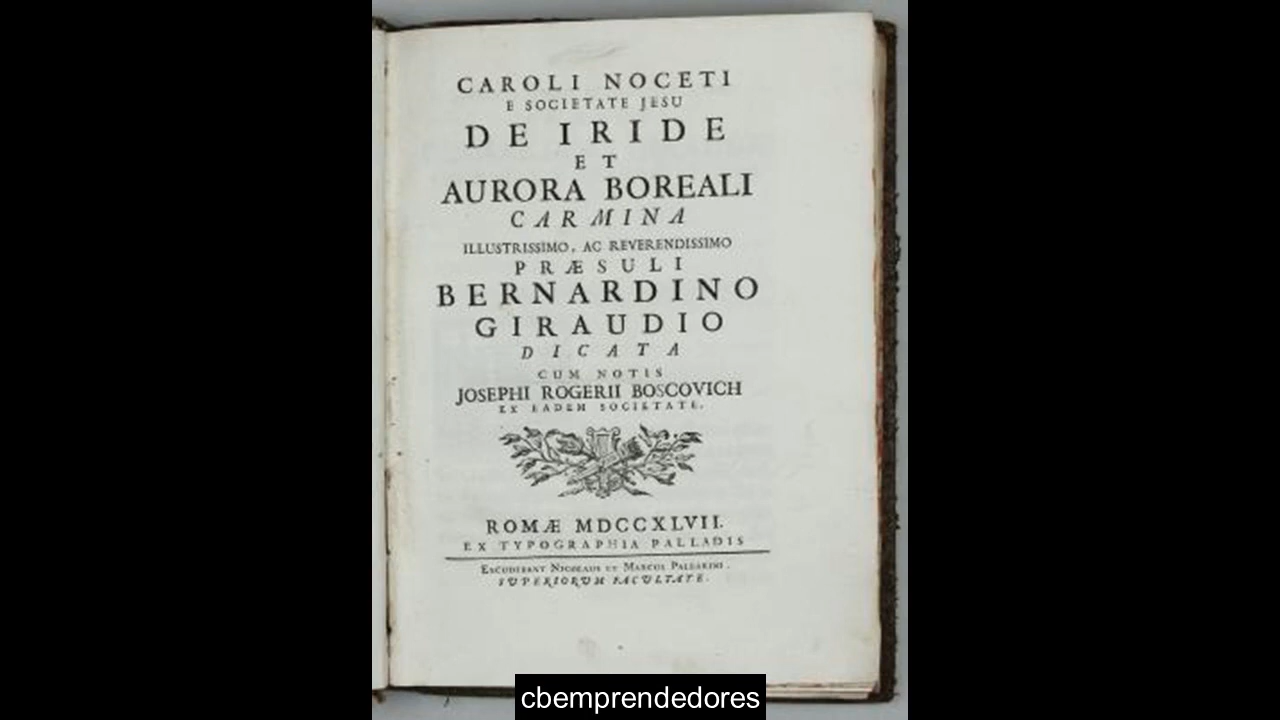 CAROLI NOCETI
E SOCIETATE JESU
DE IRIDE
ET
AURORA BOREALI
CARMINA
ILLUSTRISSIMO, AC REVERENDISSIMO
PRÆSULI
BERNARDINO
GIRAUDIO
DICATA
CUM NOTIS
JOSEPHI ROGERII BOSCOVICH
EX EADEM SOCIETATE.
ROMÆ MDCCXLVII.
EX TYPOGRAPHIA PALLADIS
EXCUDEBANT NICOLAUS ET MARCUS PALEARINI.
SUPERIORUM FACULTATE.
cbemprendedores